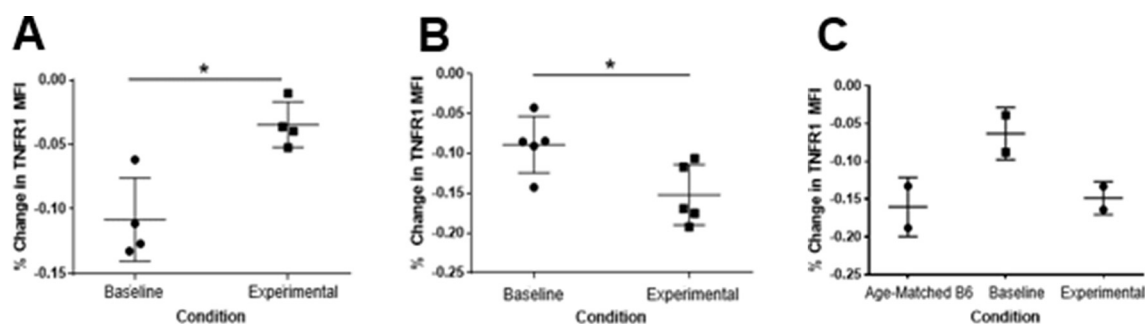 A
*
% Change in TNFR1 MFI
0.00
-0.05
-0.10
-0.15
Baseline Experimental
Condition
B
*
% Change in TNFR1 MFI
0.00
-0.05
-0.10
-0.15
-0.20
-0.25
Baseline Experimental
Condition
C
% Change in TNFR1 MFI
0.00
-0.05
-0.10
-0.15
-0.20
-0.25
Age-Matched B6 Baseline Experimental
Condition